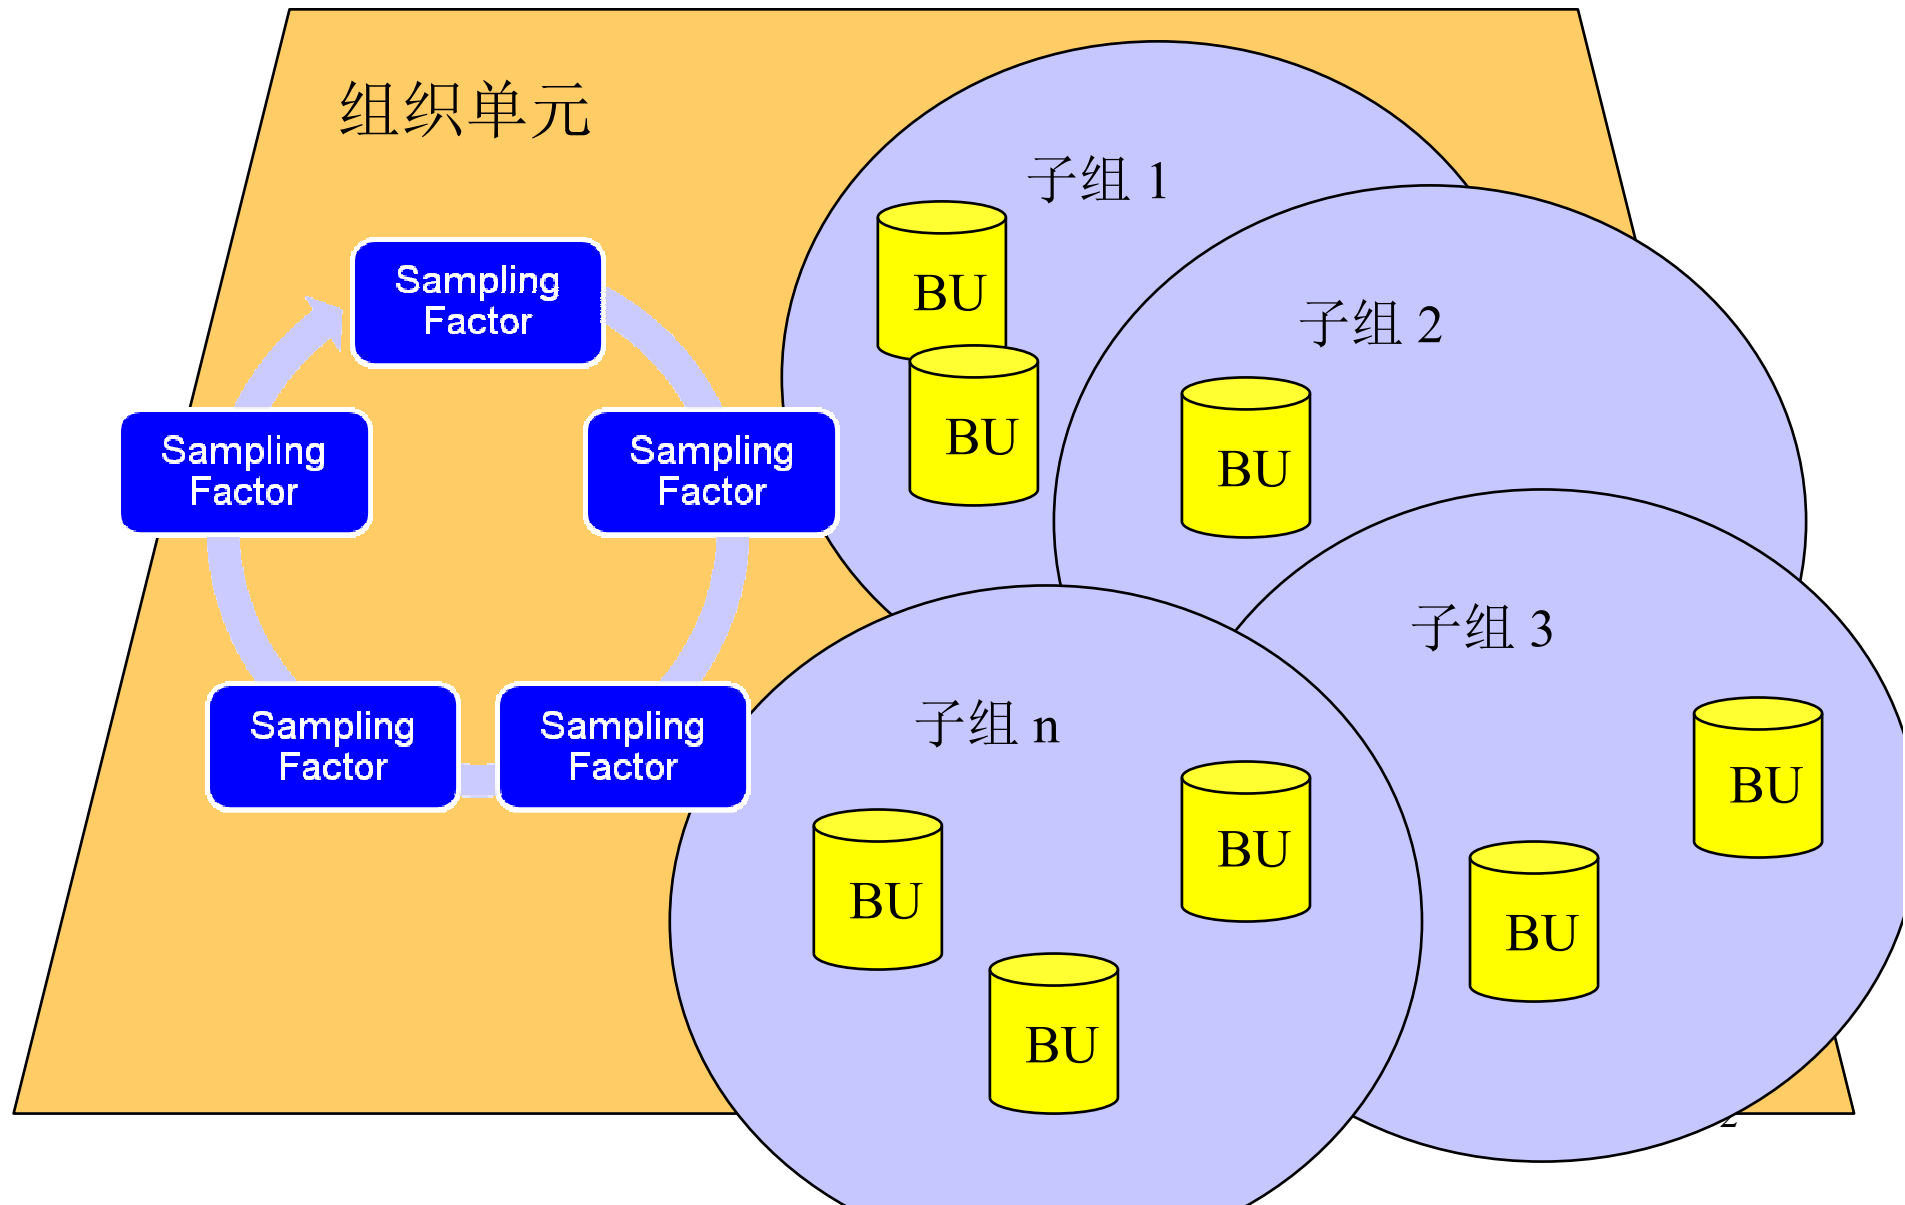 组织单元
子组 1
BU
BU
子组 2
BU
子组 3
BU
BU
子组 n
BU
BU
BU
Sampling
Factor
Sampling
Factor
Sampling
Factor
Sampling
Factor
Sampling
Factor